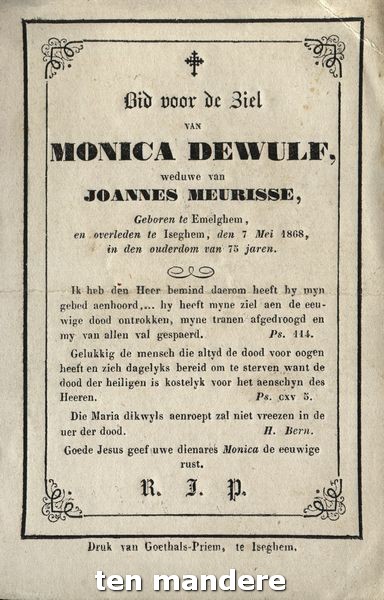 Bid voor de Ziel
VAN
MONICA DEWULF,
weduwe van
JOANNES MEURISSE,
Geboren te Emelghem,
en overleden te Iseghem, den 7 Mei 1868,
in den ouderdom van 75 jaren.
Ik heb den Heer bemind daerom heeft hy myn
gebed aenhoord,... hy heeft myne ziel aen de eeu-
wige dood ontrokken, myne tranen afgedroogd en
my van allen val gespaerd. Ps. 114.
Gelukkig de mensch die altyd de dood voor oogen
heeft en zich dagelyks bereid om te sterven want de
dood der heiligen is kostelyk voor het aenschyn des
Heeren. Ps. cxv 5.
Die Maria dikwyls aenroept zal niet vreezen in de
uer der dood. H. Bern.
Goede Jesus geef uwe dienares Monica de eeuwige
rust.
R. I. P.
Druk van Goethals-Priem, te Iseghem.
ten mandere